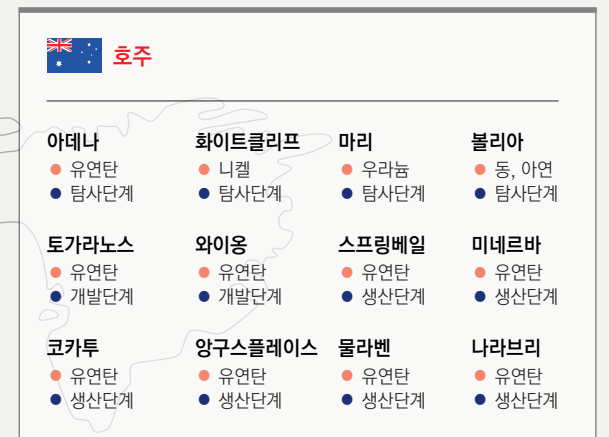 호주
아데나 화이트클리프 마리 볼리아
유연탄 니켈 우라늄 동, 아연
탐사단계 탐사단계 탐사단계 탐사단계
토가라노스 와이옹 스프링베일 미네르바
유연탄 유연탄 유연탄 유연탄
개발단계 개발단계 생산단계 생산단계
코카투 앙구스플레이스 물라벤 나라브리
유연탄 유연탄 유연탄 유연탄
생산단계 생산단계 생산단계 생산단계